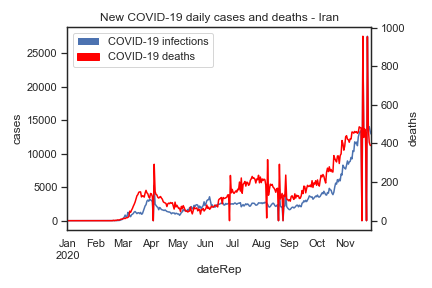 New COVID-19 daily cases and deaths - Iran
COVID-19 infections
COVID-19 deaths
25000
20000
15000
10000
5000
0
cases
1000
800
600
400
200
0
deaths
Jan Feb Mar Apr May Jun Jul Aug Sep Oct Nov
2020
dateRep